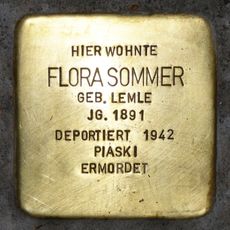 HIER WOHNTE
FLORA SOMMER
GEB. LEMLE
JG. 1891
DEPORTIERT 1942
PIASKI
ERMORDET